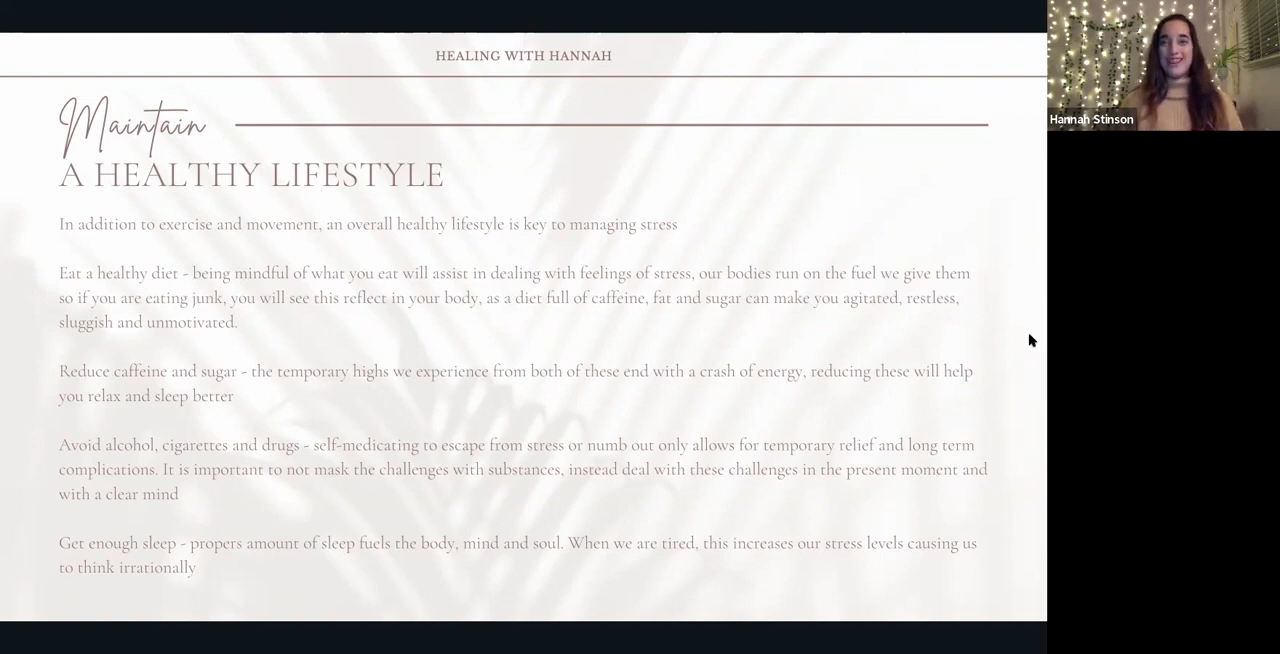 HEALING WITH HANNAH
Maintain
A HEALTHY LIFESTYLE
In addition to exercise and movement, an overall healthy lifestyle is key to managing stress
Eat a healthy diet - being mindful of what you eat will assist in dealing with feelings of stress, our bodies run on the fuel we give them
so if you are eating junk, you will see this reflect in your body, as a diet full of caffeine, fat and sugar can make you agitated, restless,
sluggish and unmotivated.
Reduce caffeine and sugar - the temporary highs we experience from both of these end with a crash of energy, reducing these will help
you relax and sleep better
Avoid alcohol, cigarettes and drugs - self-medicating to escape from stress or numb out only allows for temporary relief and long term
complications. It is important to not mask the challenges with substances, instead deal with these challenges in the present moment and
with a clear mind
Get enough sleep - propers amount of sleep fuels the body, mind and soul. When we are tired, this increases our stress levels causing us
to think irrationally
Hannah Stinson